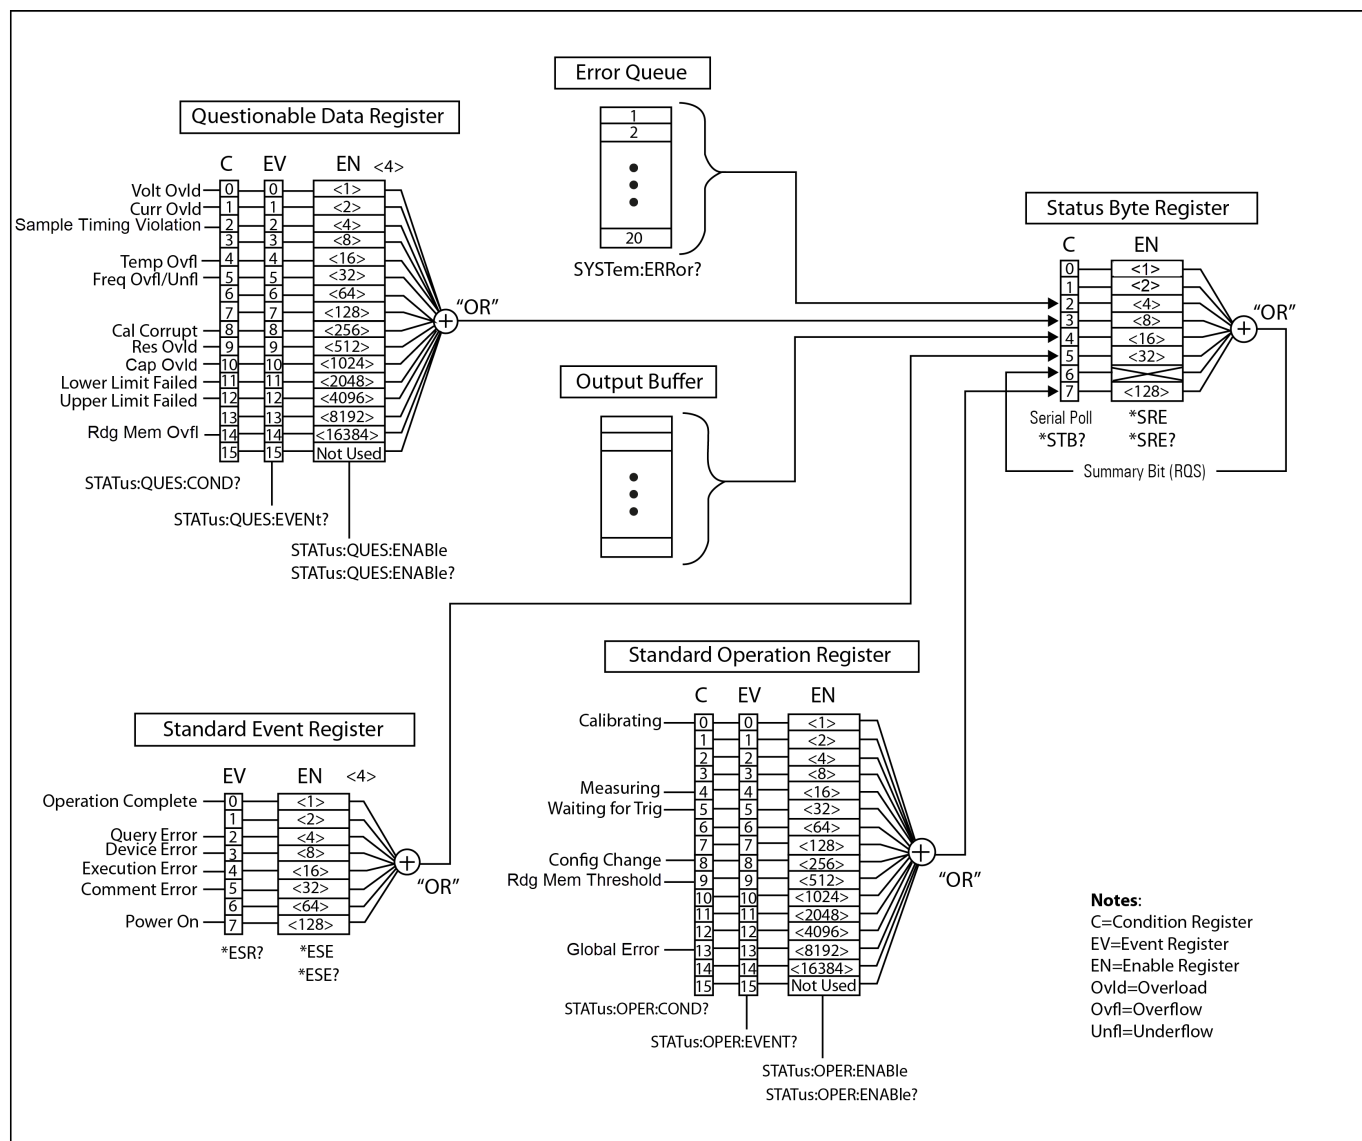 Error Queue
1
2
20
SYSTem:ERRor?
Questionable Data Register
C EV EN <4>
Volt Ovld 0 0 <1>
Curr Ovld 1 1 <2>
Sample Timing Violation 2 2 <4>
3 3 <8>
Temp Ovfl 4 4 <16>
Freq Ovfl/Unfl 5 5 <32>
6 6 <64>
7 7 <128>
Cal Corrupt 8 8 <256>
Res Ovld 9 9 <512>
Cap Ovld 10 10 <1024>
Lower Limit Failed 11 11 <2048>
Upper Limit Failed 12 12 <4096>
13 13 <8192>
Rdg Mem Ovfl 14 14 <16384>
15 15 Not Used
"OR"
STATus:QUES:COND?
STATus:QUES:EVENt?
STATus:QUES:ENABle
STATus:QUES:ENABle?
Output Buffer
Status Byte Register
C EN
0 <1>
1 <2>
2 <4>
3 <8>
4 <16>
5 <32>
6
7 <128>
“OR”
Serial Poll *SRE
*STB? *SRE?
Summary Bit (RQS)
Standard Event Register
EV EN <4>
Operation Complete 0 <1>
1 <2>
Query Error 2 <4>
Device Error 3 <8>
Execution Error 4 <16>
Comment Error 5 <32>
6 <64>
Power On 7 <128>
“OR”
*ESR? *ESE
*ESE?
Standard Operation Register
C EV EN
Calibrating 0 0 <1>
1 1 <2>
2 2 <4>
3 3 <8>
Measuring 4 4 <16>
Waiting for Trig 5 5 <32>
6 6 <64>
7 7 <128>
Config Change 8 8 <256>
Rdg Mem Threshold 9 9 <512>
10 10 <1024>
11 11 <2048>
12 12 <4096>
Global Error 13 13 <8192>
14 14 <16384>
15 15 Not Used
“OR”
STATus:OPER:COND?
STATus:OPER:EVENT?
STATus:OPER:ENABle
STATus:OPER:ENABle?
Notes:
C=Condition Register
EV=Event Register
EN=Enable Register
Ovld=Overload
Ovfl=Overflow
Unfl=Underflow